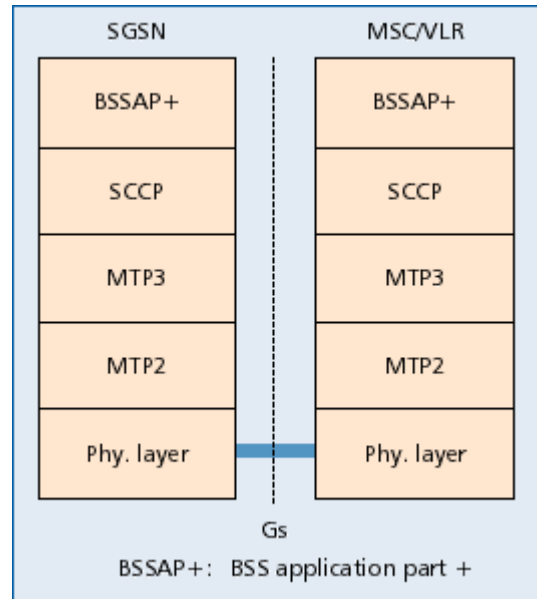 SGSN MSC/VLR
BSSAP+ BSSAP+
SCCP SCCP
MTP3 MTP3
MTP2 MTP2
Phy. layer Phy. layer
Gs
BSSAP+: BSS application part +